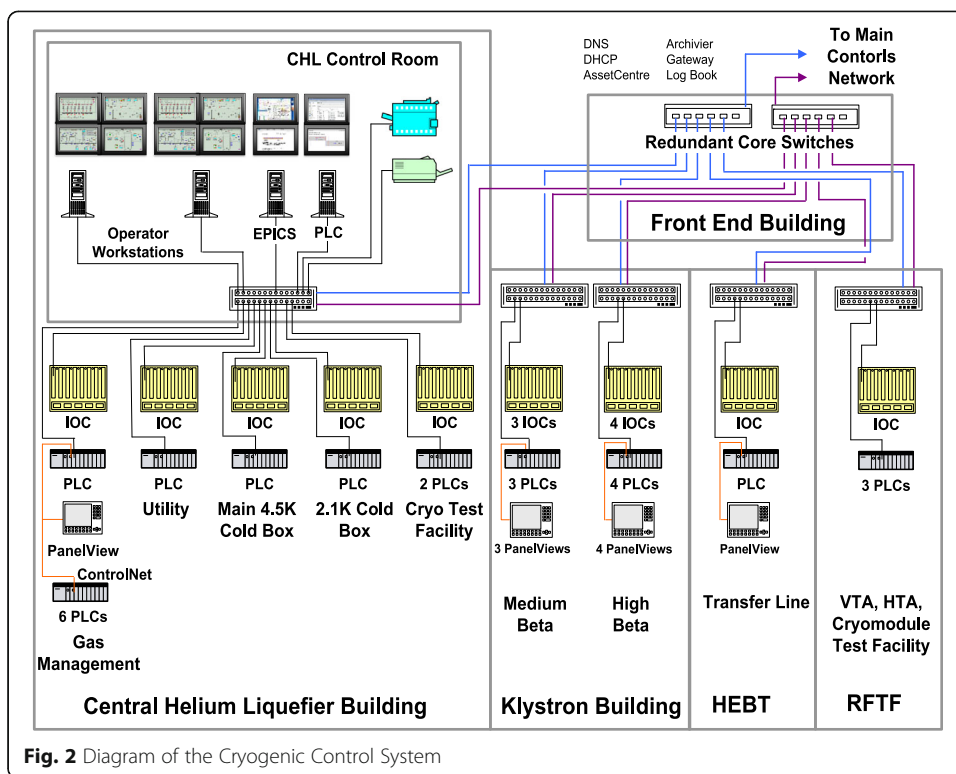 CHL Control Room
DNS
DHCP
AssetCentre
Archivier
Gateway
Log Book
To Main
Contorls
Network
Redundant Core Switches
Front End Building
Operator
Workstations
EPICS
PLC
IOC
IOC
IOC
IOC
IOC
3 IOCs
4 IOCs
IOC
IOC
PLC
PLC
PLC
PLC
2 PLCs
3 PLCs
4 PLCs
PLC
3 PLCs
Utility
Main 4.5K
Cold Box
2.1K Cold
Box
Cryo Test
Facility
PanelView
3 PanelViews
4 PanelViews
PanelView
ControlNet
6 PLCs
Gas
Management
Medium
Beta
High
Beta
Transfer Line
VTA, HTA,
Cryomodule
Test Facility
Central Helium Liquefier Building
Klystron Building
HEBT
RFTF
Fig. 2 Diagram of the Cryogenic Control System